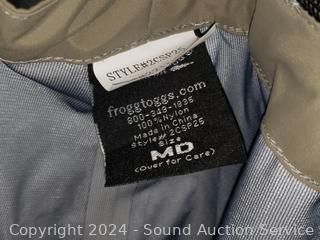 STYLE#2CSP25
froggtoggs.com
800-349-1835
100%Nylon
Made in China
style# 2CSP25
Size
MD
(Over for Care)
Copyright 2024 - Sound Auction Service